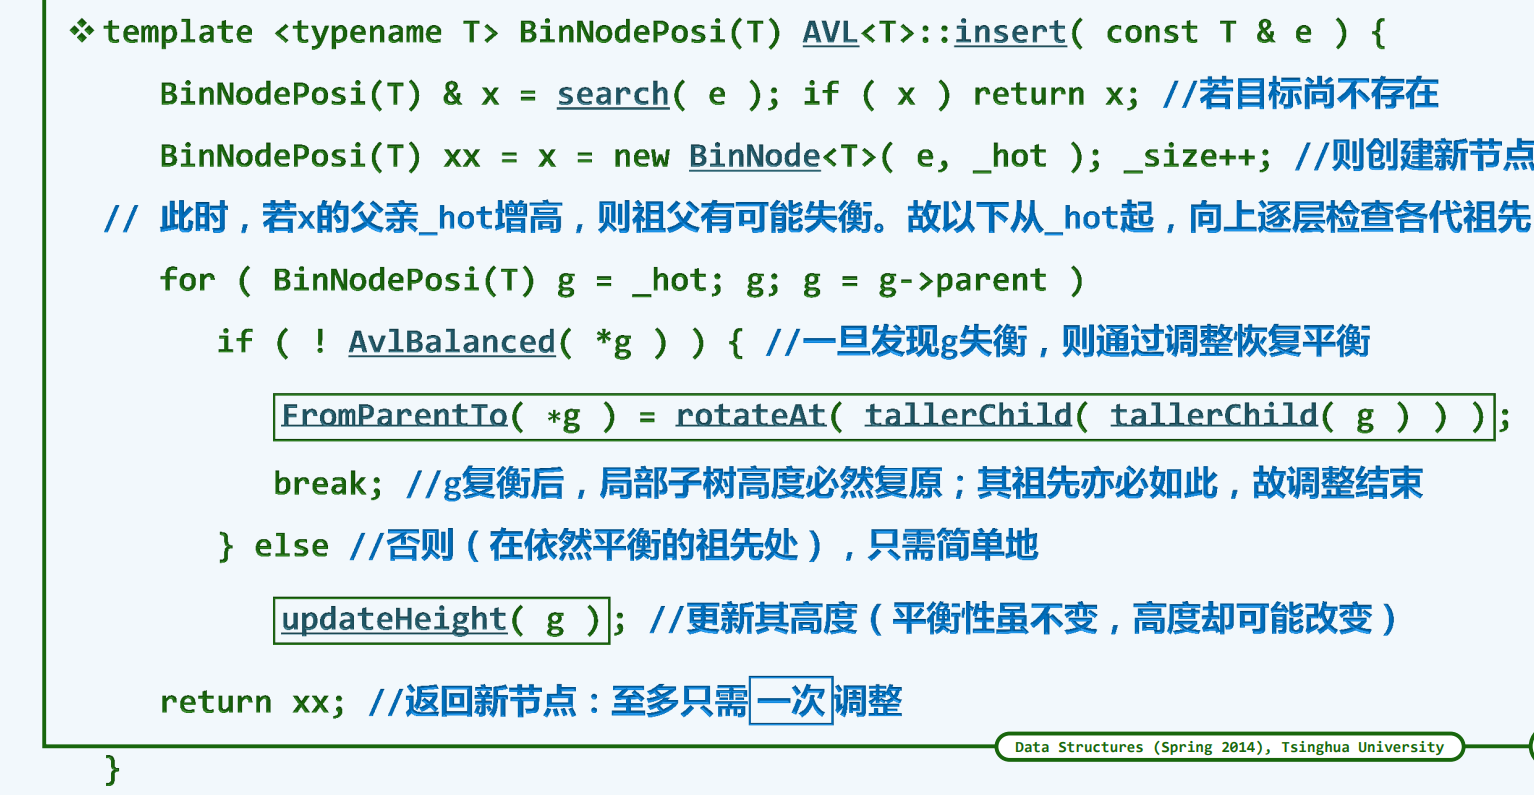 ❖ template <typename T> BinNodePosi(T) AVL<T>::insert( const T & e ) {
BinNodePosi(T) & x = search( e ); if ( x ) return x; //若目标尚不存在
BinNodePosi(T) xx = x = new BinNode<T>( e, _hot ); _size++; //则创建新节点
// 此时，若x的父亲_hot增高，则祖父有可能失衡。故以下从_hot起，向上逐层检查各代祖先
for ( BinNodePosi(T) g = _hot; g; g = g->parent )
if ( ! AvlBalanced( *g ) ) { //一旦发现g失衡，则通过调整恢复平衡
FromParentTo( *g ) = rotateAt( tallerChild( tallerChild( g ) ) );
break; //g复衡后，局部子树高度必然复原；其祖先亦必如此，故调整结束
} else //否则（在依然平衡的祖先处），只需简单地
updateHeight( g ); //更新其高度（平衡性虽不变，高度却可能改变）
return xx; //返回新节点：至多只需一次调整
Data Structures (Spring 2014), Tsinghua University
}